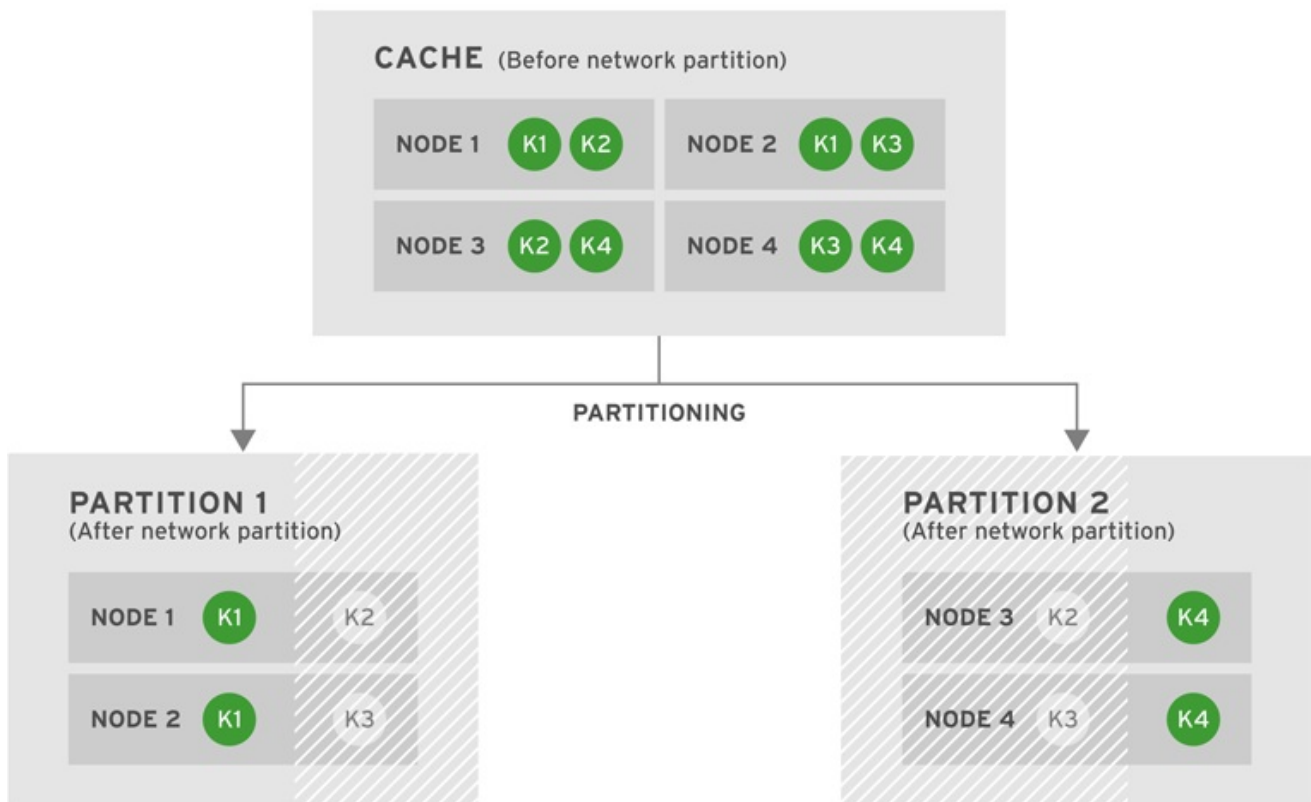 CACHE (Before network partition)
NODE 1 K1 K2
NODE 2 K1 K3
NODE 3 K2 K4
NODE 4 K3 K4
PARTITIONING
PARTITION 1
(After network partition)
NODE 1 K1 K2
NODE 2 K1 K3
PARTITION 2
(After network partition)
NODE 3 K2 K4
NODE 4 K3 K4